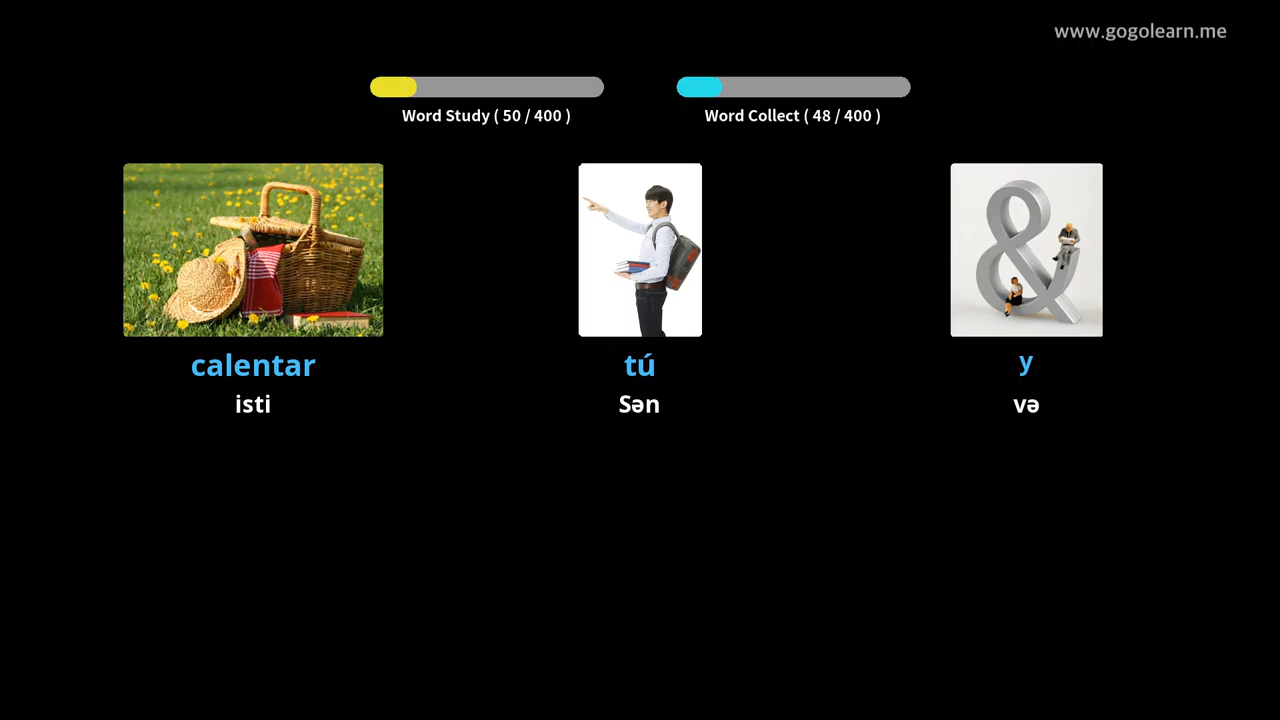 www.gogolearn.me
Word Study ( 50 / 400 )
Word Collect ( 48 / 400 )
calentar
isti
tú
Sən
y
və